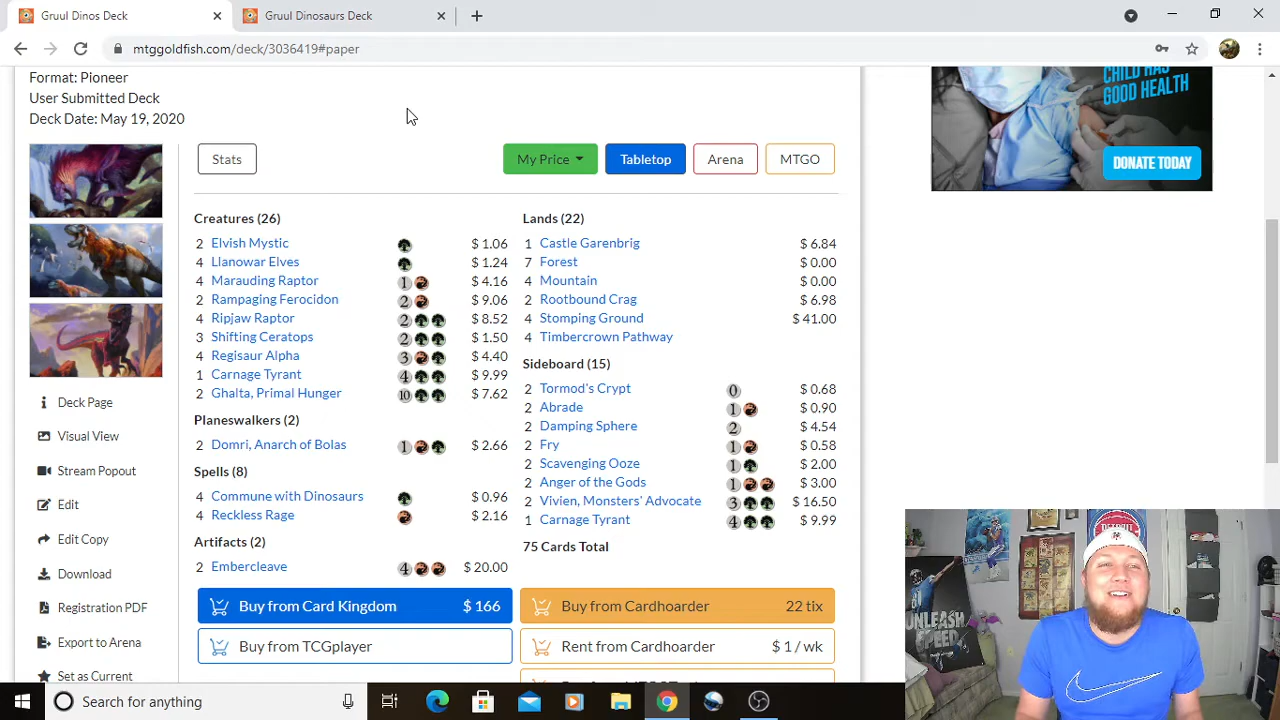 Gruul Dinos Deck
Gruul Dinosaurs Deck
mtggoldfish.com/deck/3036419#paper
Format: Pioneer
User Submitted Deck
Deck Date: May 19, 2020
CHILD HAS
GOOD HEALTH
DONATE TODAY
Stats
My Price
Tabletop
Arena
MTGO
Creatures (26)
2 Elvish Mystic $ 1.06
4 Llanowar Elves $ 1.24
4 Marauding Raptor 1 $ 4.16
2 Rampaging Ferocidon 2 $ 9.06
4 Ripjaw Raptor 2 $ 8.52
3 Shifting Ceratops 2 $ 1.50
4 Regisaur Alpha 3 $ 4.40
1 Carnage Tyrant 4 $ 9.99
2 Ghalta, Primal Hunger 10 $ 7.62
Planeswalkers (2)
2 Domri, Anarch of Bolas 1 $ 2.66
Spells (8)
4 Commune with Dinosaurs $ 0.96
4 Reckless Rage $ 2.16
Artifacts (2)
2 Embercleave 4 $ 20.00
Lands (22)
1 Castle Garenbrig $ 6.84
7 Forest $ 0.00
4 Mountain $ 0.00
2 Rootbound Crag $ 6.98
4 Stomping Ground $ 41.00
4 Timbercrown Pathway
Sideboard (15)
2 Tormod's Crypt 0 $ 0.68
2 Abrade 1 $ 0.90
2 Damping Sphere 2 $ 4.54
2 Fry 1 $ 0.58
2 Scavenging Ooze 1 $ 2.00
2 Anger of the Gods 1 $ 3.00
2 Vivien, Monsters' Advocate 3 $ 16.50
1 Carnage Tyrant 4 $ 9.99
75 Cards Total
Deck Page
Visual View
Stream Popout
Edit
Edit Copy
Download
Registration PDF
Export to Arena
Set as Current
Buy from Card Kingdom $ 166
Buy from Cardhoarder 22 tix
Buy from TCGplayer
Rent from Cardhoarder $ 1 / wk
UNLEASH
SPEED
Search for anything